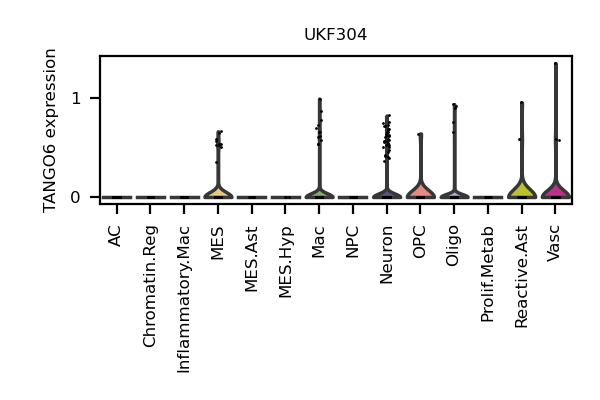 UKF304
TANGO6 expression
1
0
AC
Chromatin.Reg
Inflammatory.Mac
MES
MES.Ast
MES.Hyp
Mac
NPC
Neuron
OPC
Oligo
Prolif.Metab
Reactive.Ast
Vasc